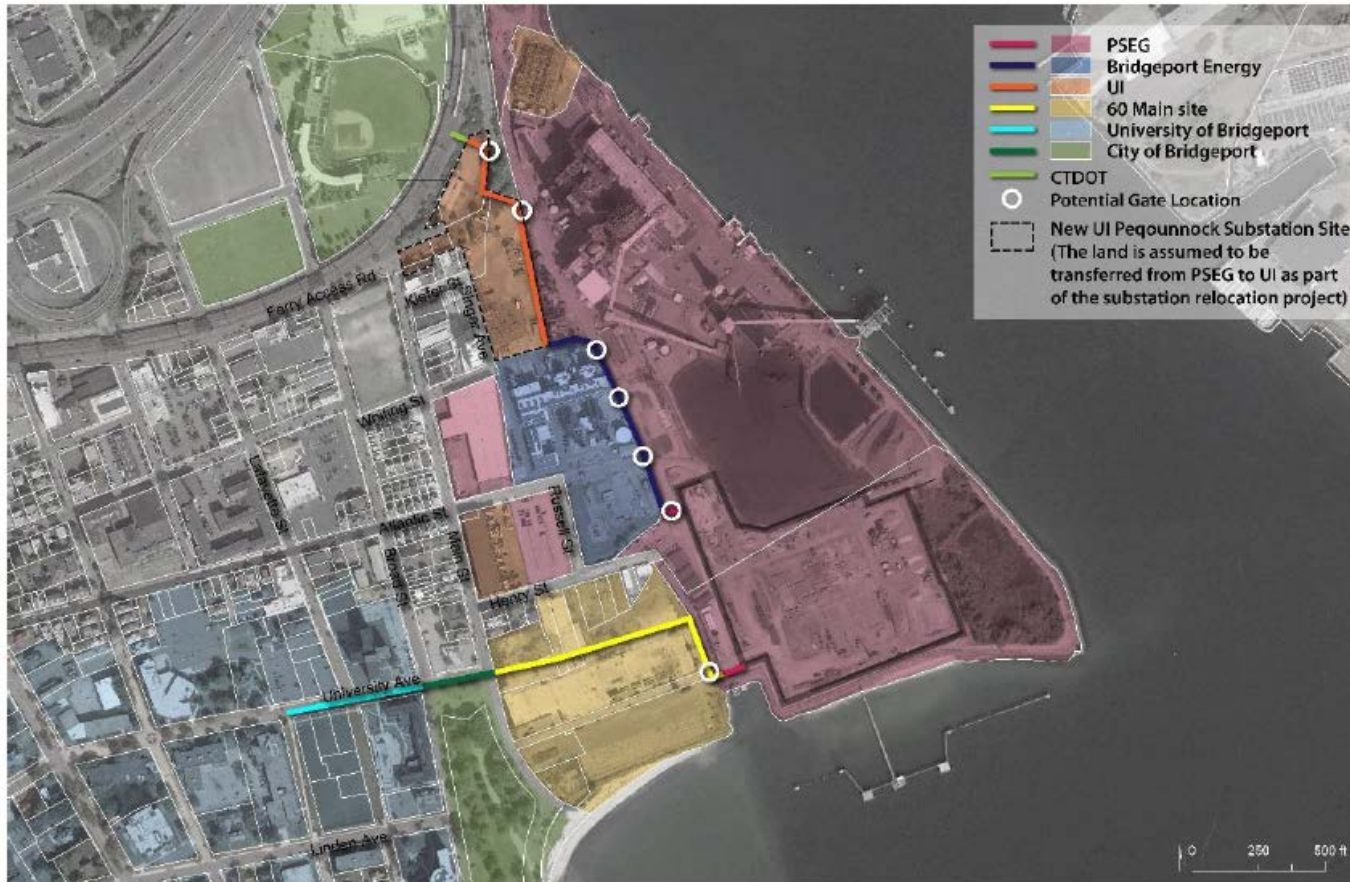 PSEG
Bridgeport Energy
UI
60 Main site
University of Bridgeport
City of Bridgeport
CTDOT
Potential Gate Location
New UI Peqounnock Substation Site
(The land is assumed to be
transferred from PSEG to UI as part
of the substation relocation project)
Ferry Access Rd
Kiefer St
Singer Ave
Whiting St
Lafayette St
Atlantic St
Broad St
Main St
Russell St
Henry St
University Ave
Linden Ave
0 250 500 ft